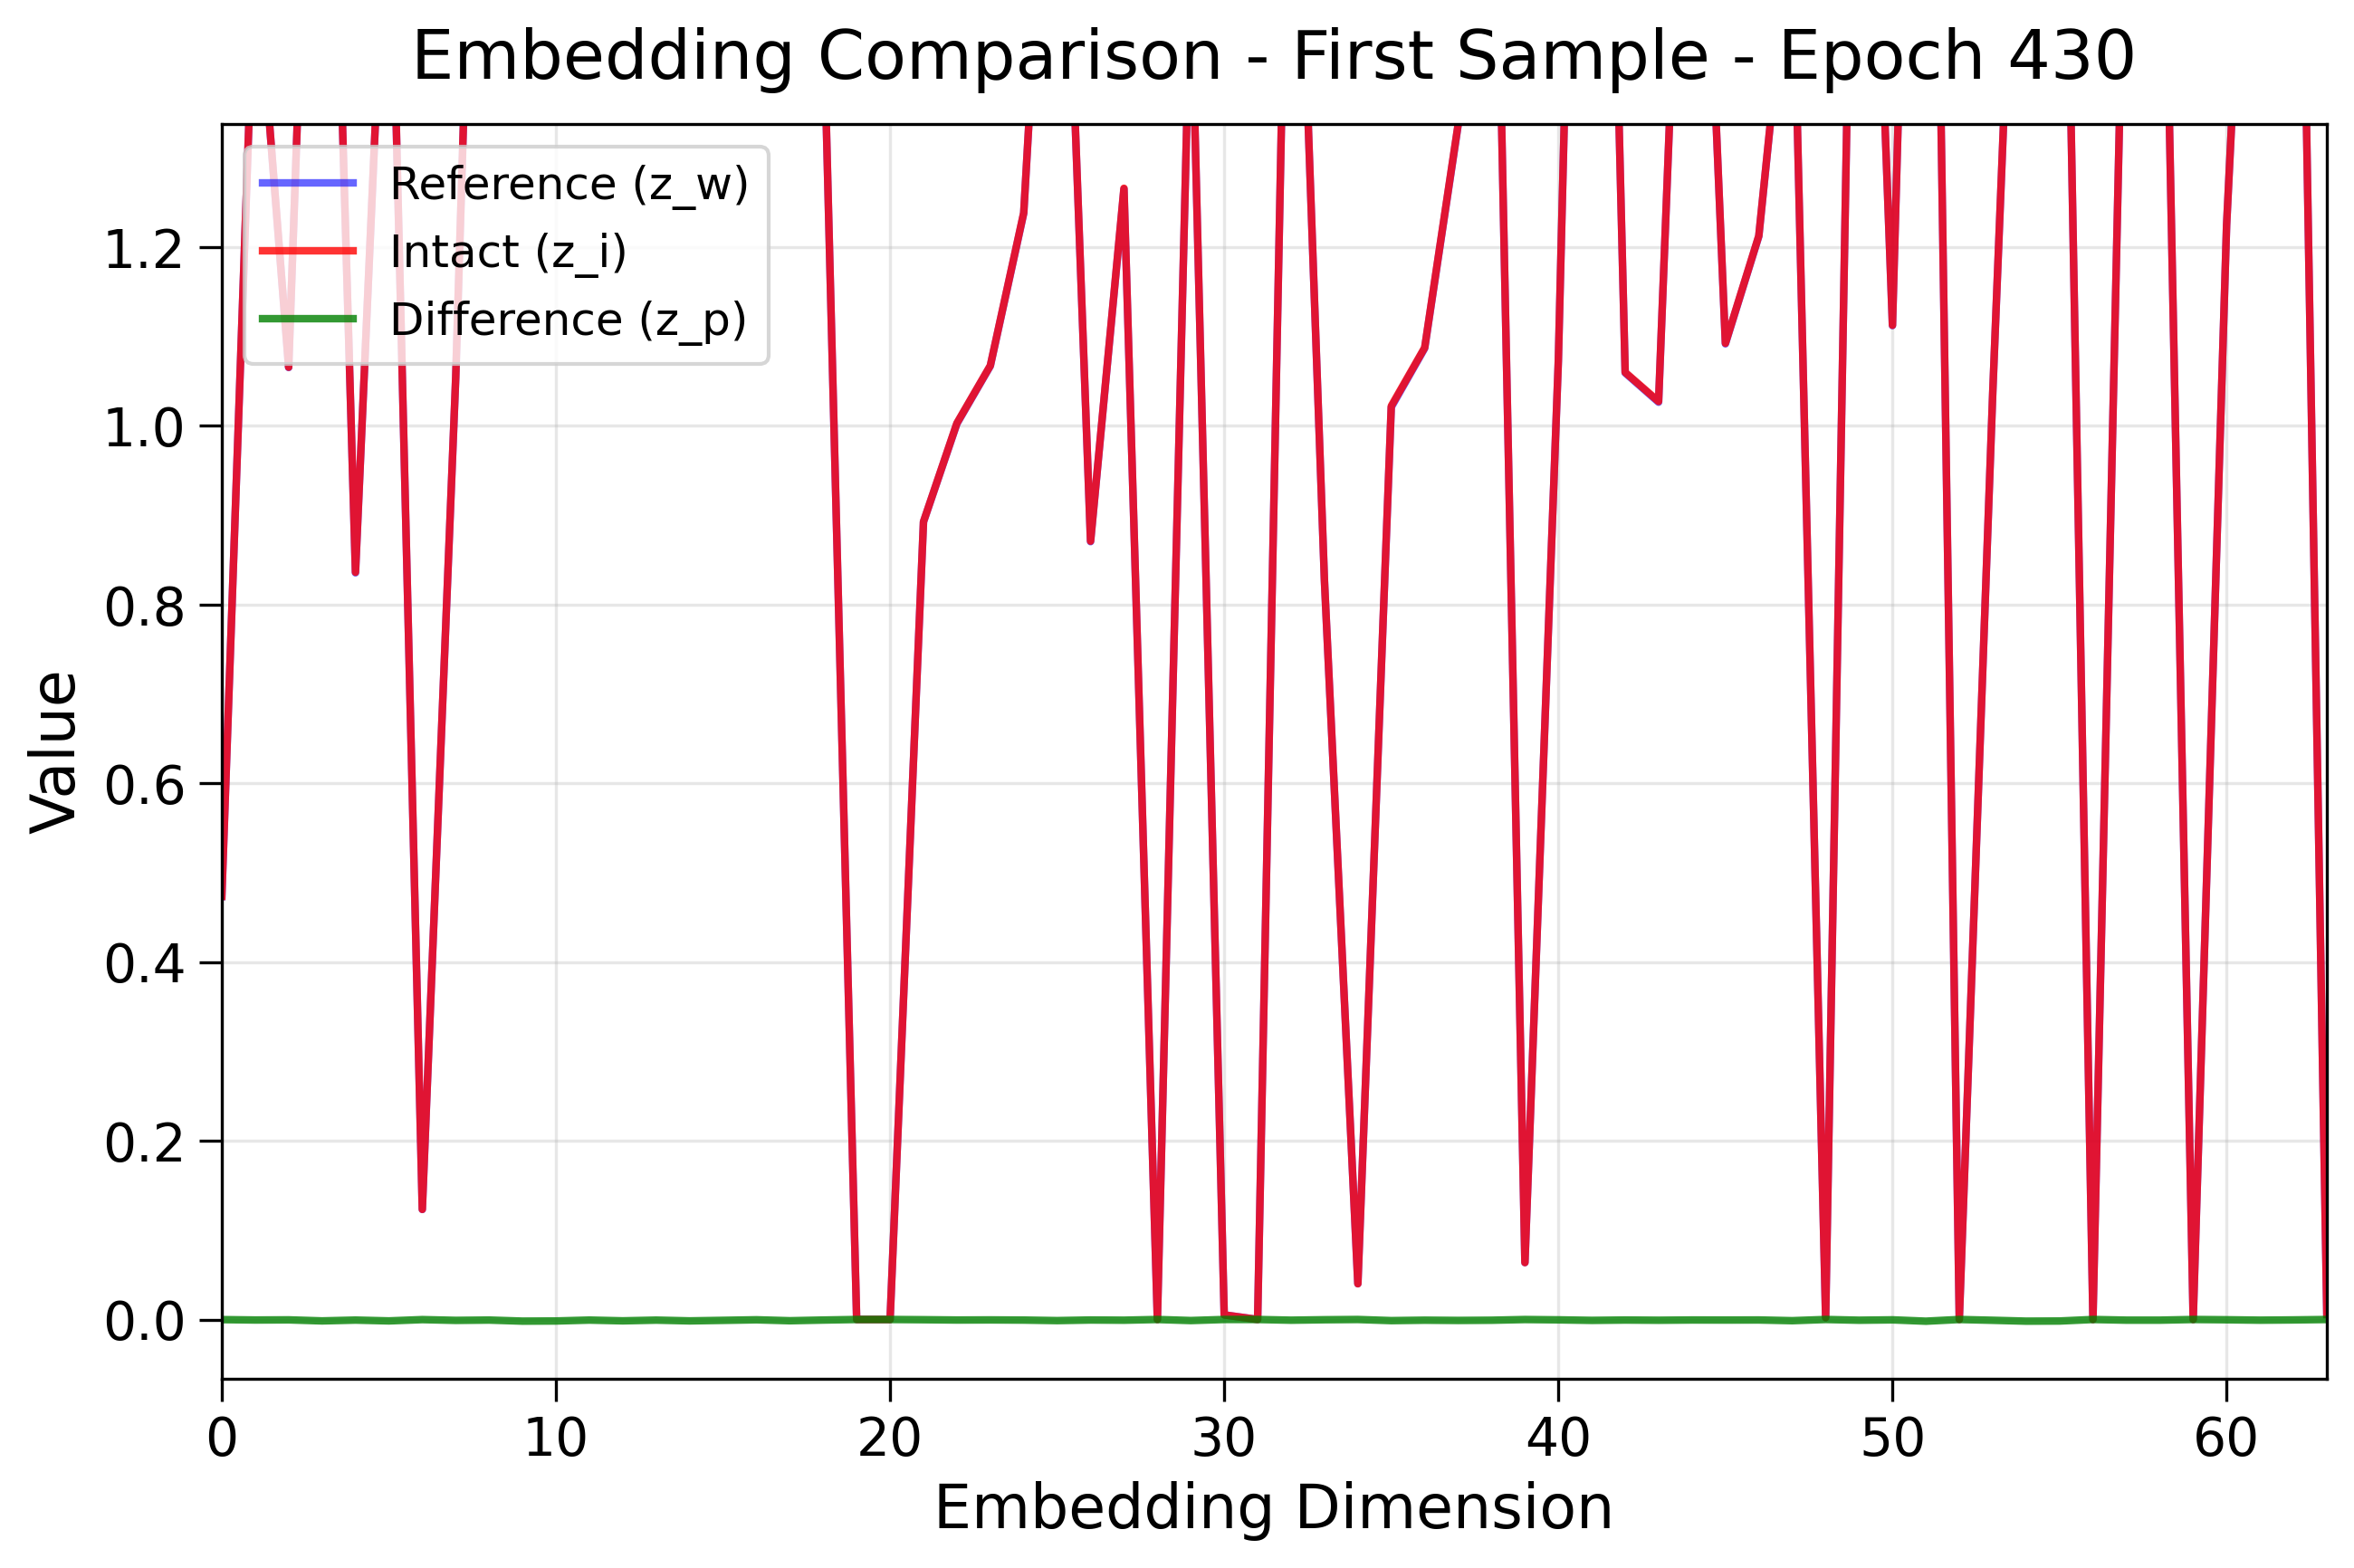 Embedding Comparison - First Sample - Epoch 430
Reference (z_w)
Intact (z_i)
Difference (z_p)
Value
1.2
1.0
0.8
0.6
0.4
0.2
0.0
0 10 20 30 40 50 60
Embedding Dimension